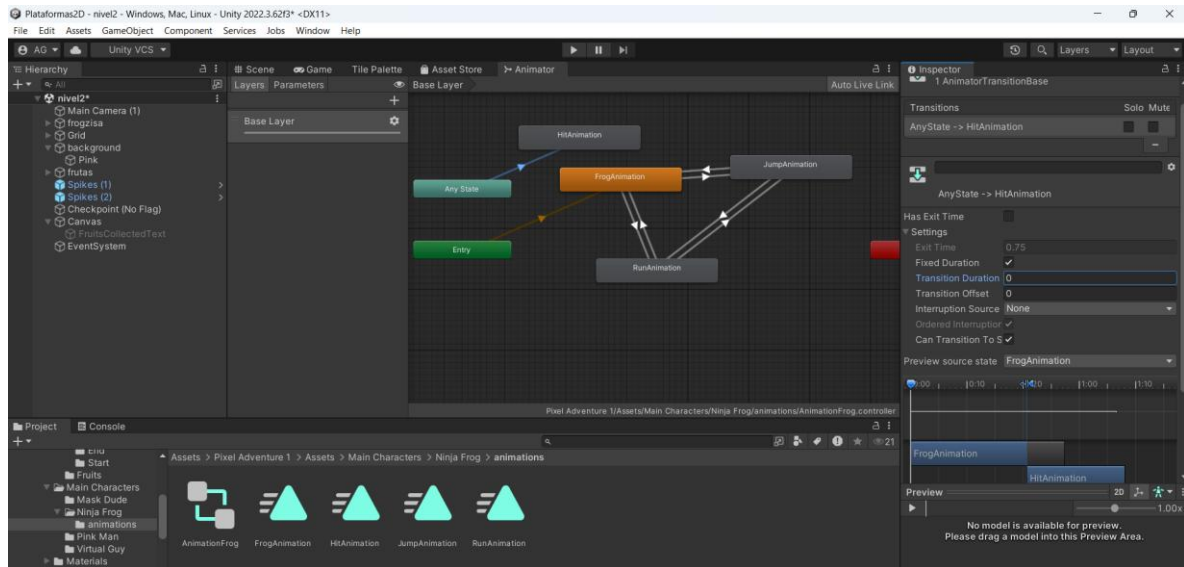 Plataformas2D - nivel2 - Windows, Mac, Linux - Unity 2022.3.62f3* <DX11>
File Edit Assets GameObject Component Services Jobs Window Help
AG Unity VCS Layers Layout
Hierarchy
All
nivel2*
Main Camera (1)
frogzisa
Grid
background
Pink
frutas
Spikes (1)
Spikes (2)
Checkpoint (No Flag)
Canvas
FruitsCollectedText
EventSystem
Scene Game Tile Palette Asset Store Animator
Layers Parameters Base Layer Auto Live Link
Base Layer
HitAnimation
JumpAnimation
FrogAnimation
Any State
Entry
RunAnimation
Pixel Adventure 1/Assets/Main Characters/Ninja Frog/animations/AnimationFrog.controller
Inspector
1 AnimatorTransitionBase
Transitions Solo Mute
AnyState -> HitAnimation
AnyState -> HitAnimation
Has Exit Time
Settings
Exit Time 0.75
Fixed Duration
Transition Duration 0
Transition Offset 0
Interruption Source None
Ordered Interruptior
Can Transition To S
Preview source state FrogAnimation
0:10 1:00 1:10
FrogAnimation
HitAnimation
Preview 2D
1.00x
No model is available for preview.
Please drag a model into this Preview Area.
Project Console
21
Start
Fruits
Main Characters
Mask Dude
Ninja Frog
animations
Pink Man
Virtual Guy
Materials
Assets > Pixel Adventure 1 > Assets > Main Characters > Ninja Frog > animations
AnimationFrog FrogAnimation HitAnimation JumpAnimation RunAnimation